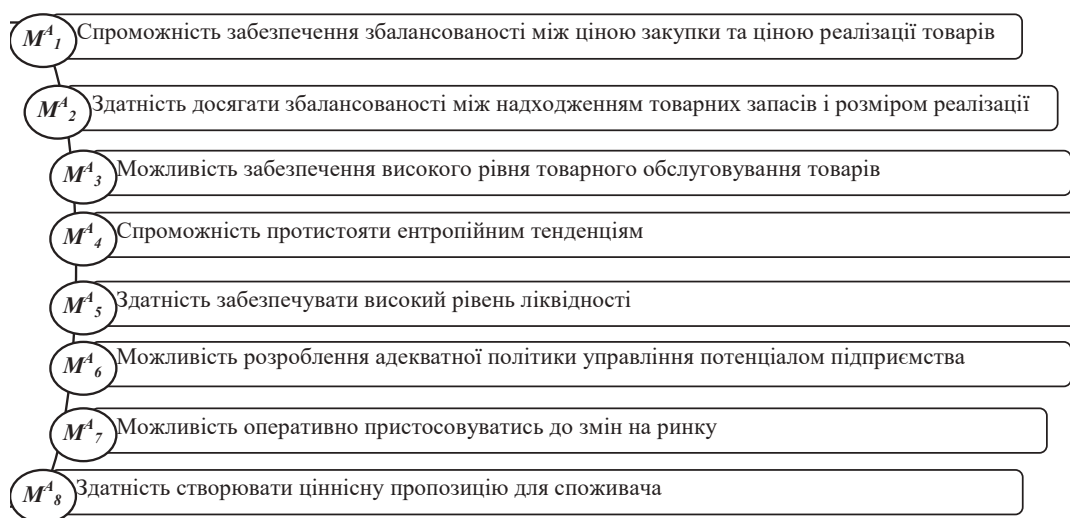 M^A_1 Спроможність забезпечення збалансованості між ціною закупки та ціною реалізації товарів
M^A_2 Здатність досягати збалансованості між надходженням товарних запасів і розміром реалізації
M^A_3 Можливість забезпечення високого рівня товарного обслуговування товарів
M^A_4 Спроможність протистояти ентропійним тенденціям
M^A_5 Здатність забезпечувати високий рівень ліквідності
M^A_6 Можливість розроблення адекватної політики управління потенціалом підприємства
M^A_7 Можливість оперативно пристосовуватись до змін на ринку
M^A_8 Здатність створювати ціннісну пропозицію для споживача